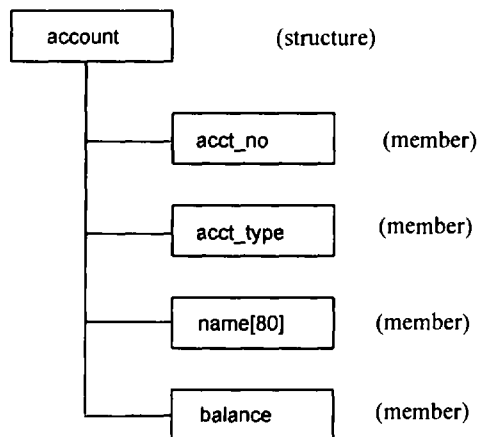 account (structure)
acct_no (member)
acct_type (member)
name[80] (member)
balance (member)